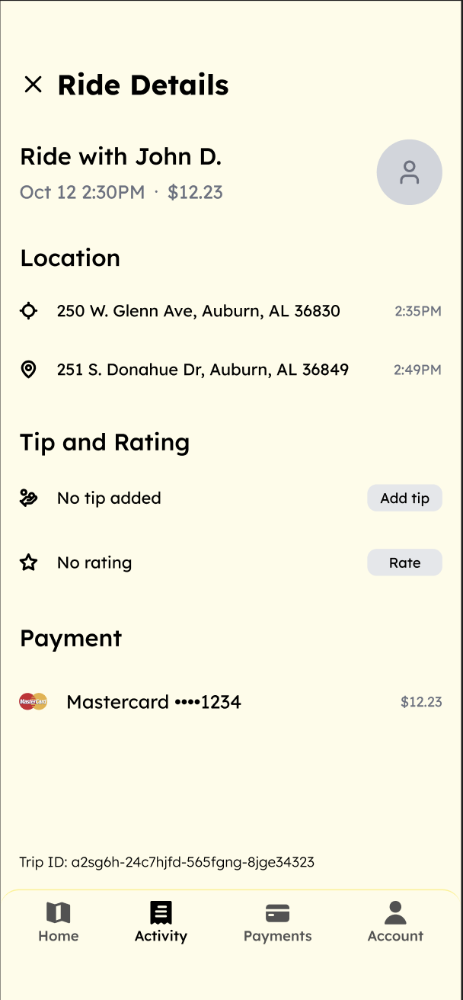 Ride Details
Ride with John D.
Oct 12 2:30PM · $12.23
Location
250 W. Glenn Ave, Auburn, AL 36830 2:35PM
251 S. Donahue Dr, Auburn, AL 36849 2:49PM
Tip and Rating
No tip added Add tip
No rating Rate
Payment
MasterCard Mastercard ••••1234 $12.23
Trip ID: a2sg6h-24c7hjfd-565fgng-8jge34323
Home Activity Payments Account